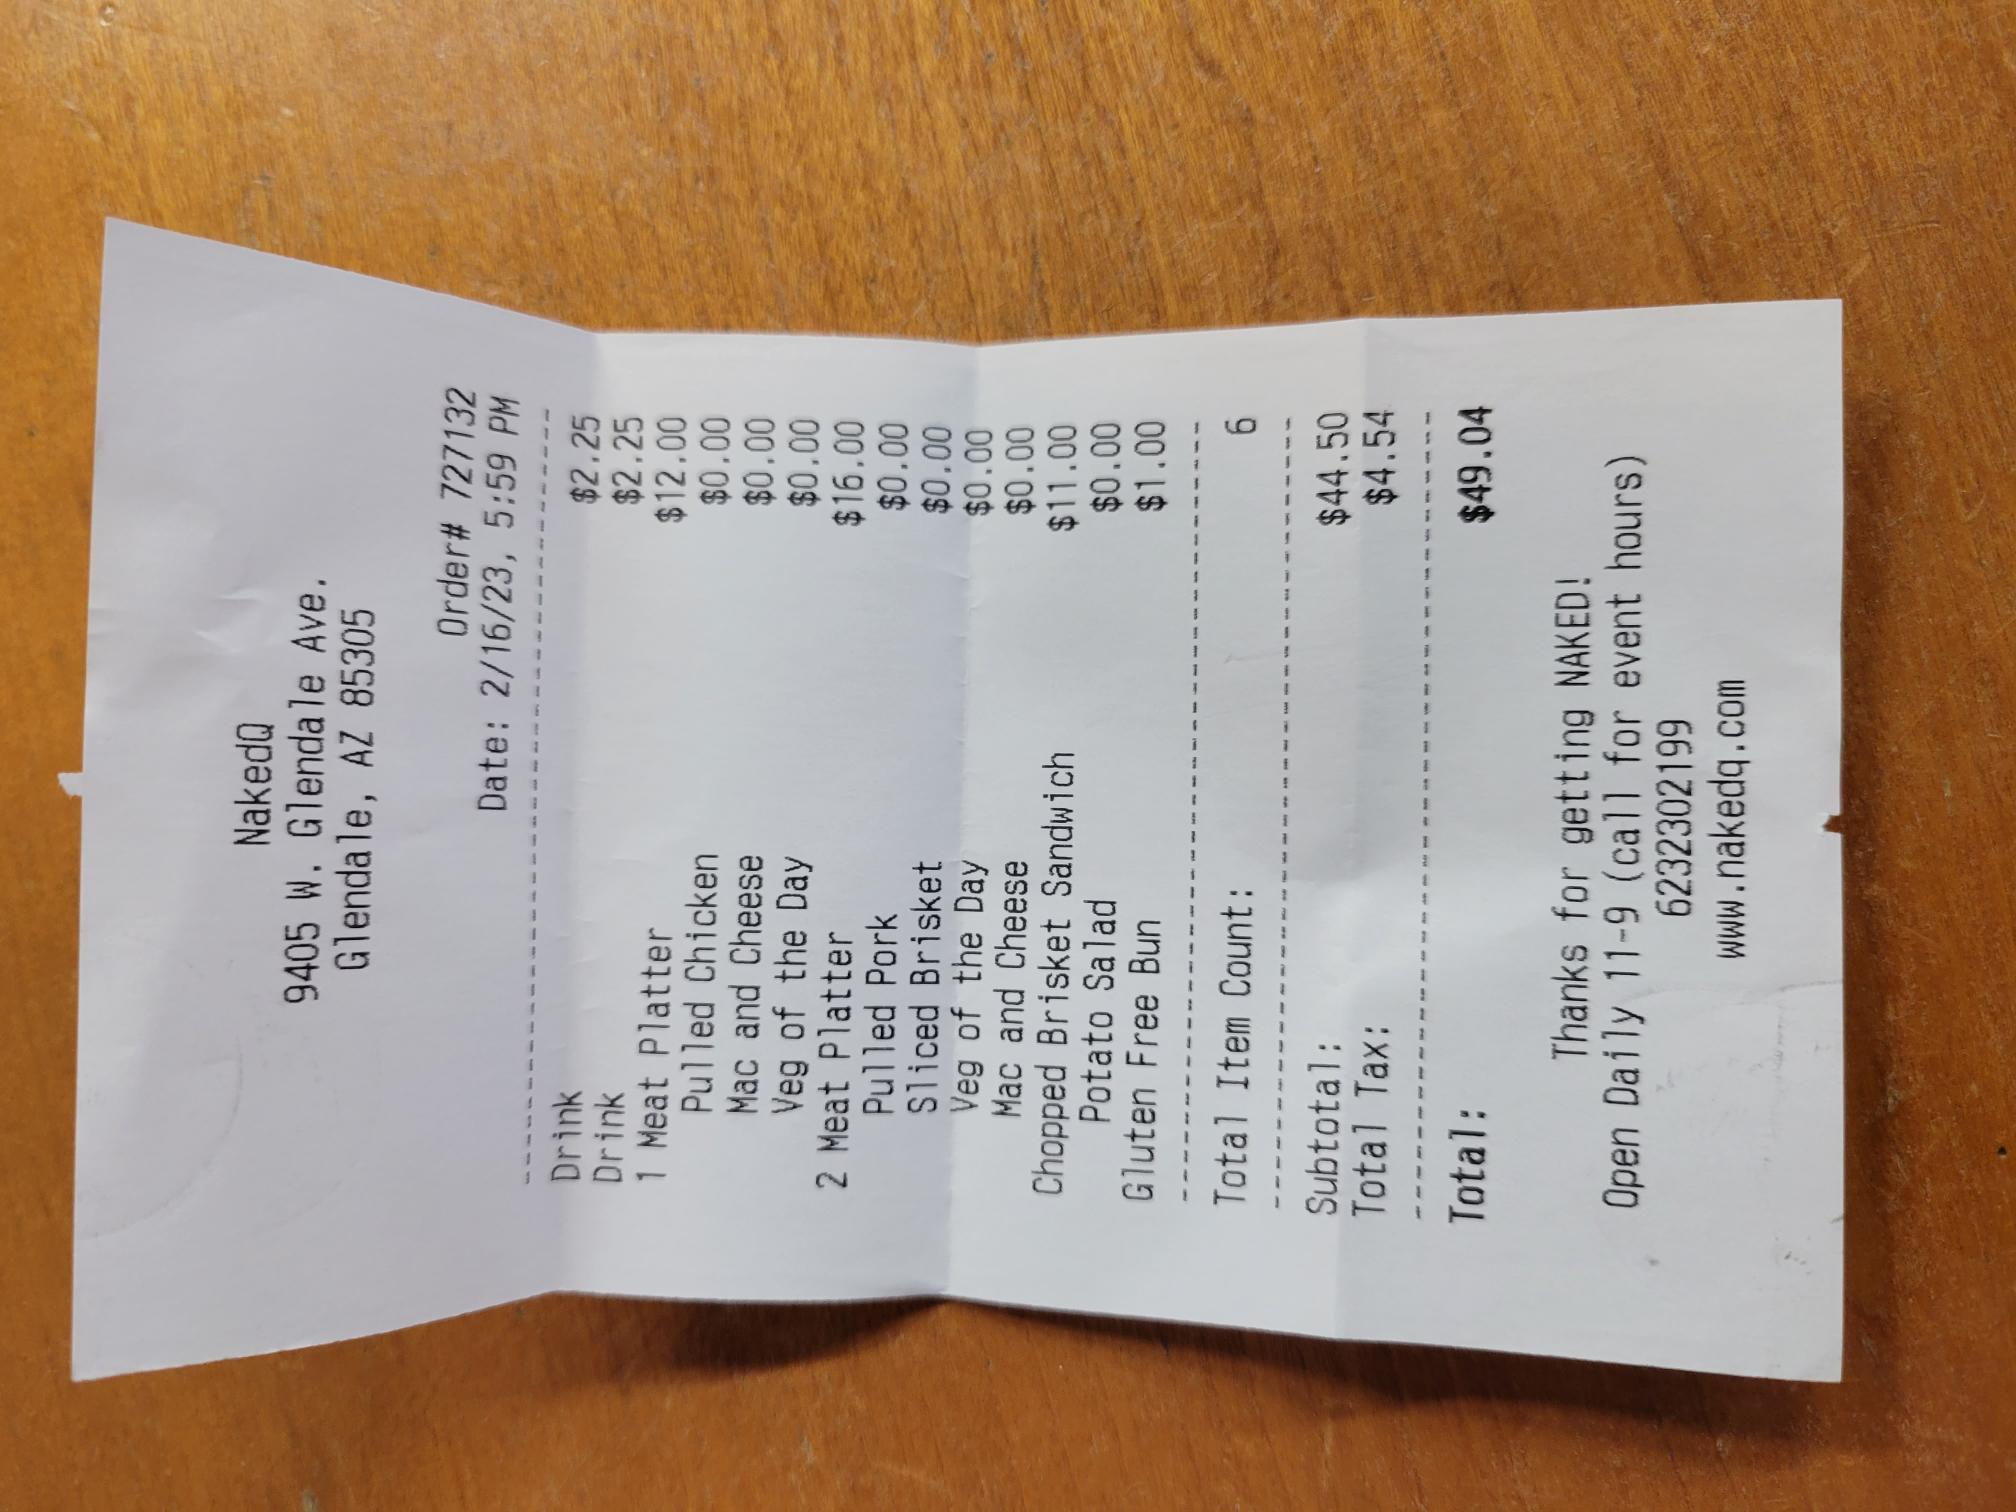 NakedQ
9405 W. Glendale Ave.
Glendale, AZ 85305
Order# 727132
Date: 2/16/23, 5:59 PM
Drink $2.25
Drink $2.25
1 Meat Platter $12.00
Pulled Chicken $0.00
Mac and Cheese $0.00
Veg of the Day $0.00
2 Meat Platter $16.00
Pulled Pork $0.00
Sliced Brisket $0.00
Veg of the Day $0.00
Mac and Cheese $0.00
Chopped Brisket Sandwich $11.00
Potato Salad $0.00
Gluten Free Bun $1.00
Total Item Count: 6
Subtotal: $44.50
Total Tax: $4.54
Total: $49.04
Thanks for getting NAKED!
Open Daily 11-9 (call for event hours)
6232302199
www.nakedq.com